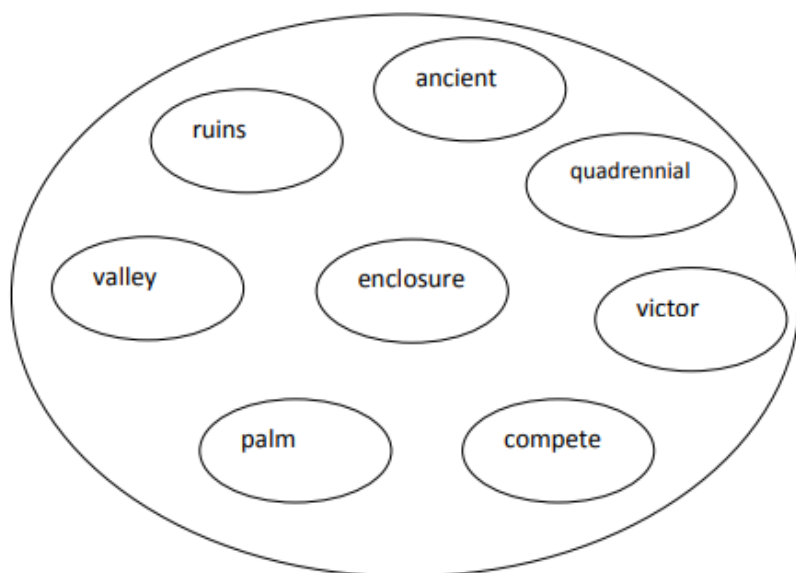 ancient
ruins
quadrennial
valley
enclosure
victor
palm
compete